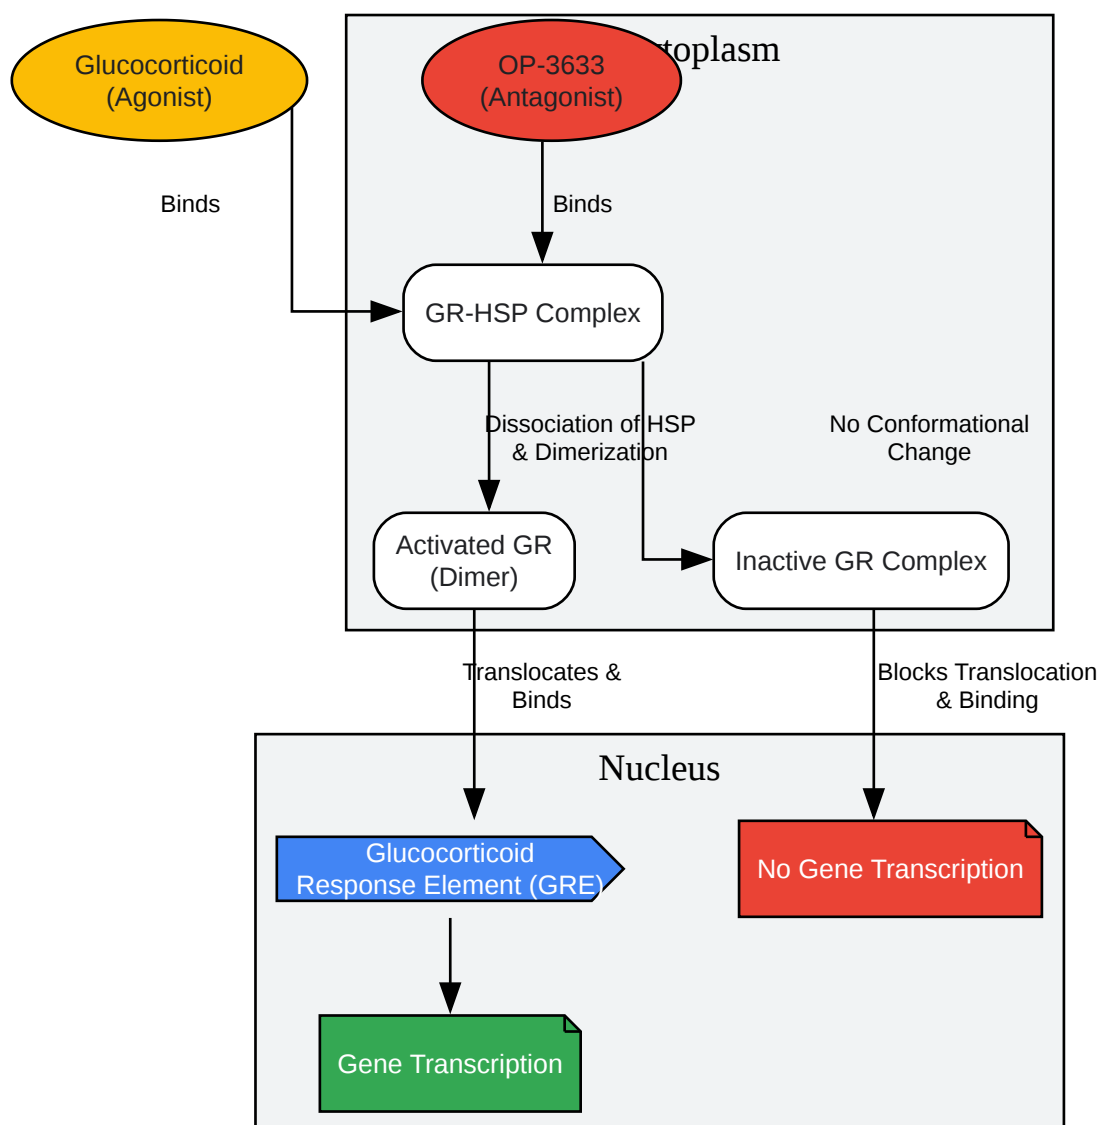 Glucocorticoid
(Agonist)
OP-3633
(Antagonist)
toplasm
Binds
Binds
GR-HSP Complex
Dissociation of HSP
& Dimerization
No Conformational
Change
Activated GR
(Dimer)
Inactive GR Complex
Translocates &
Binds
Blocks Translocation
& Binding
Nucleus
Glucocorticoid
Response Element (GRE)
No Gene Transcription
Gene Transcription